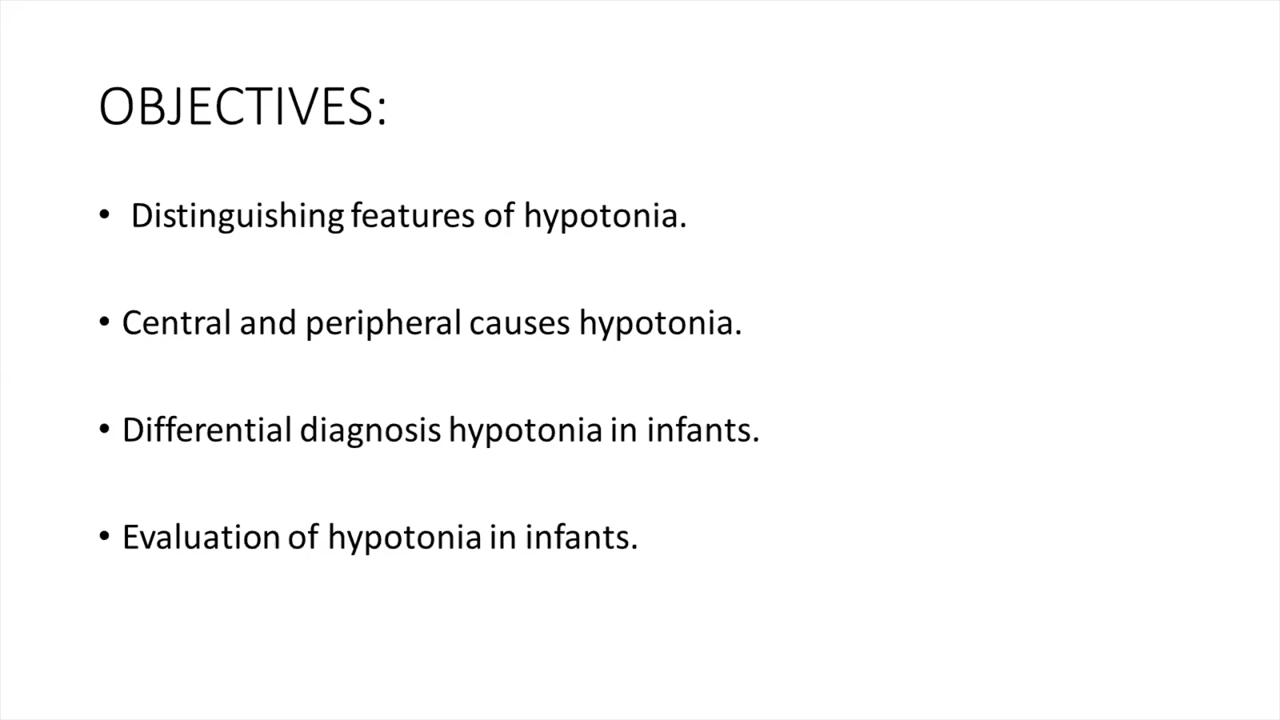 OBJECTIVES:
• Distinguishing features of hypotonia.
• Central and peripheral causes hypotonia.
• Differential diagnosis hypotonia in infants.
• Evaluation of hypotonia in infants.